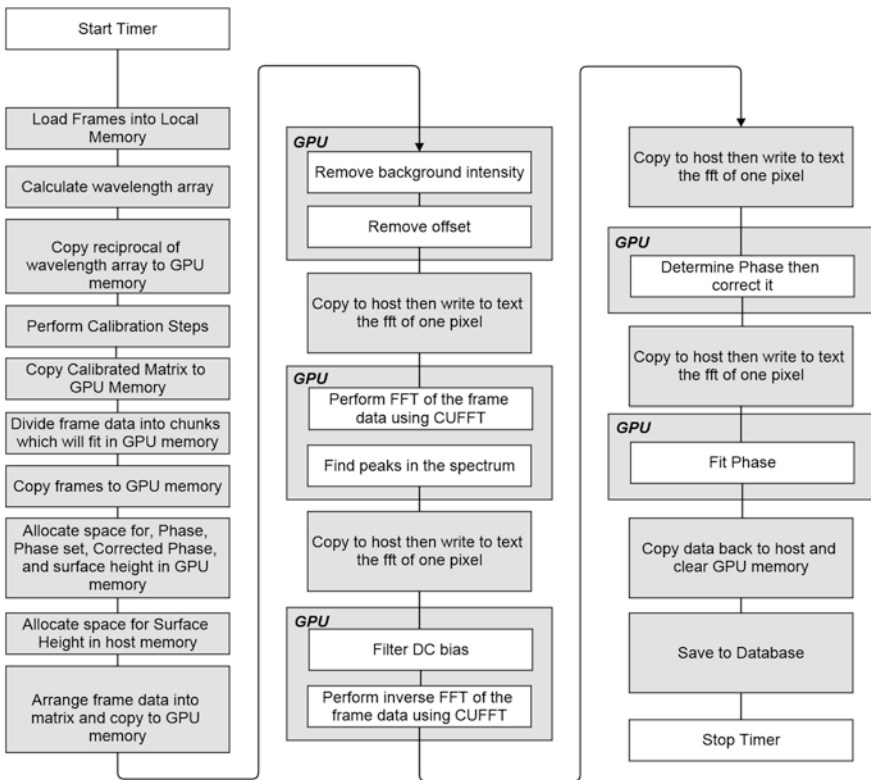 Start Timer
Load Frames into Local
Memory
Calculate wavelength array
Copy reciprocal of
wavelength array to GPU
memory
Perform Calibration Steps
Copy Calibrated Matrix to
GPU Memory
Divide frame data into chunks
which will fit in GPU memory
Copy frames to GPU memory
Allocate space for, Phase,
Phase set, Corrected Phase,
and surface height in GPU
memory
Allocate space for Surface
Height in host memory
Arrange frame data into
matrix and copy to GPU
memory
GPU
Remove background intensity
Remove offset
Copy to host then write to text
the fft of one pixel
GPU
Perform FFT of the frame
data using CUFFT
Find peaks in the spectrum
Copy to host then write to text
the fft of one pixel
GPU
Filter DC bias
Perform inverse FFT of the
frame data using CUFFT
Copy to host then write to text
the fft of one pixel
GPU
Determine Phase then
correct it
Copy to host then write to text
the fft of one pixel
GPU
Fit Phase
Copy data back to host and
clear GPU memory
Save to Database
Stop Timer